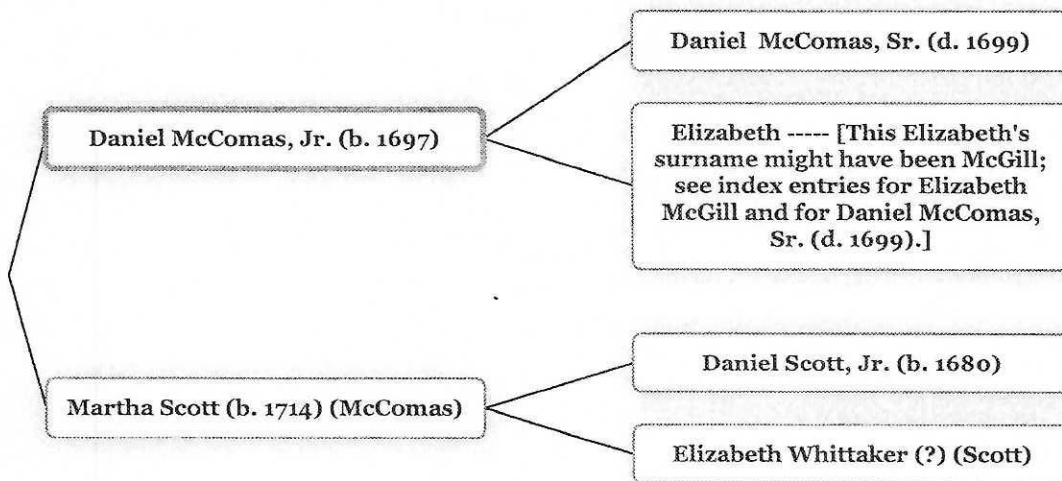 Daniel McComas, Sr. (d. 1699)
Daniel McComas, Jr. (b. 1697)
Elizabeth ----- [This Elizabeth's
surname might have been McGill;
see index entries for Elizabeth
McGill and for Daniel McComas,
Sr. (d. 1699).]
Daniel Scott, Jr. (b. 1680)
Martha Scott (b. 1714) (McComas)
Elizabeth Whittaker (?) (Scott)